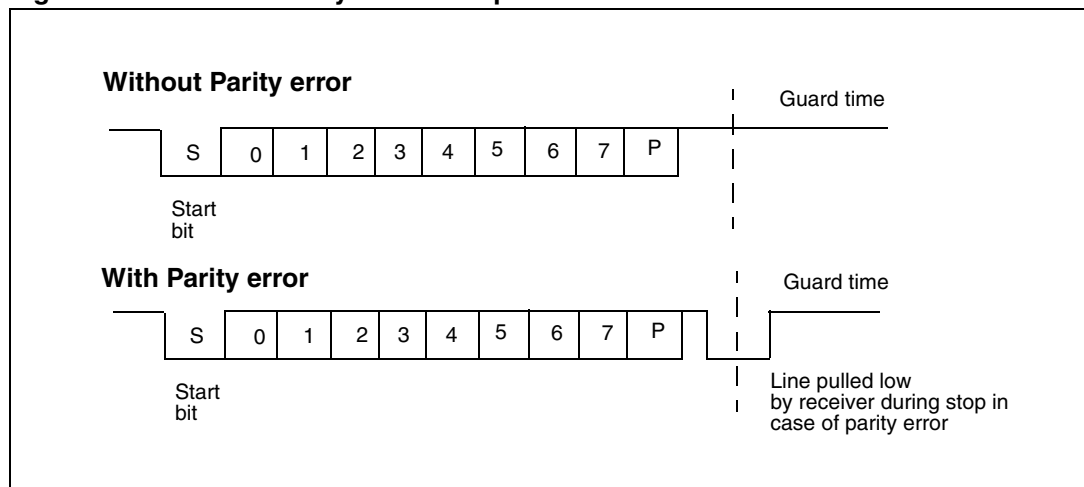 Without Parity error
Guard time
S 0 1 2 3 4 5 6 7 P
Start
bit
With Parity error
Guard time
S 0 1 2 3 4 5 6 7 P
Start
bit
Line pulled low
by receiver during stop in
case of parity error